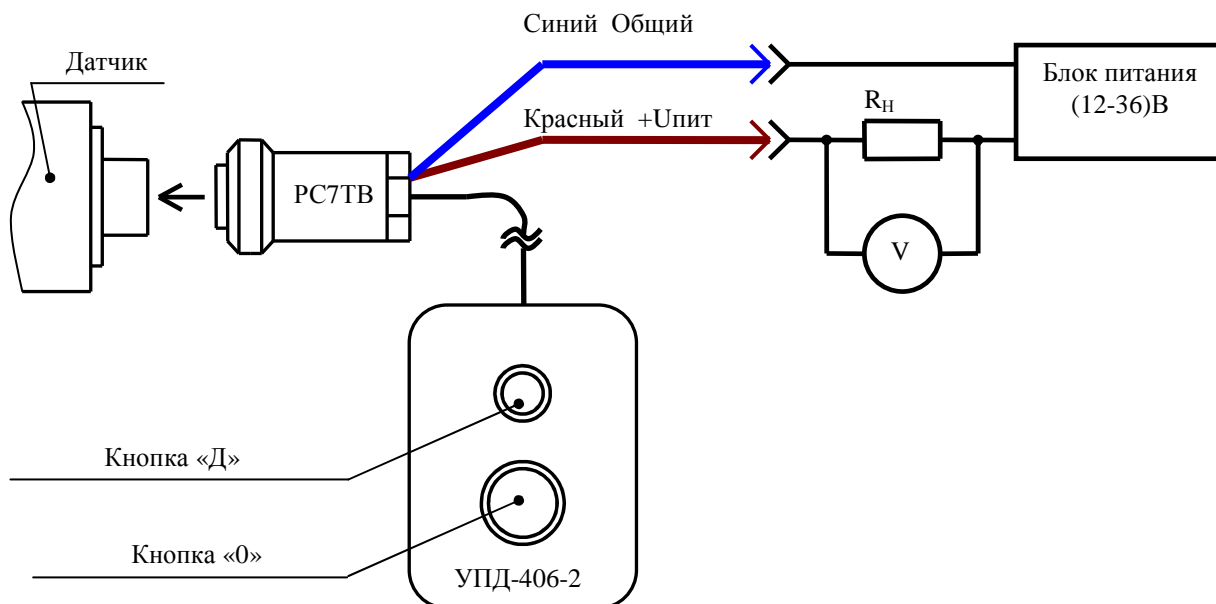 Синий Общий
Датчик
Блок питания
(12-36)В
Rн
Красный +Uпит
РС7ТВ
V
Кнопка «Д»
Кнопка «0»
УПД-406-2